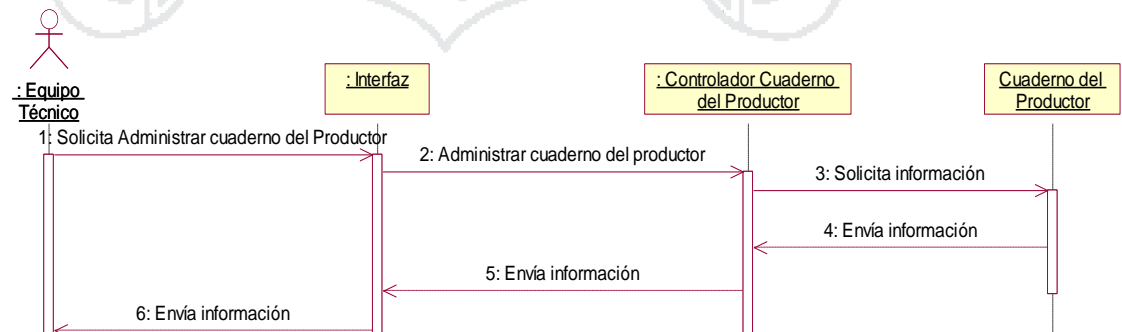 : Equipo
Técnico
: Interfaz
: Controlador Cuaderno
del Productor
Cuaderno del
Productor
1: Solicita Administrar cuaderno del Productor
2: Administrar cuaderno del productor
3: Solicita información
4: Envía información
5: Envía información
6: Envía información